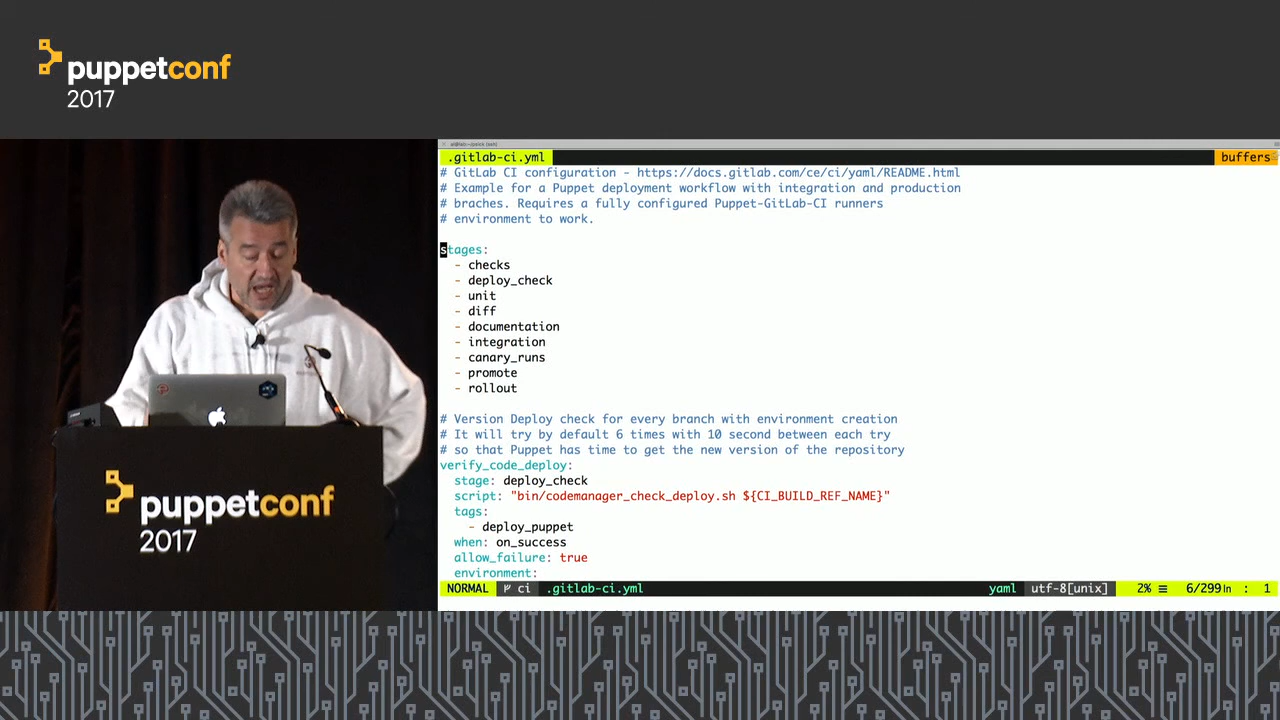 puppetconf
2017
.gitlab-ci.yml
buffers
# GitLab CI configuration - https://docs.gitlab.com/ce/ci/yaml/README.html
# Example for a Puppet deployment workflow with integration and production
# braches. Requires a fully configured Puppet-GitLab-CI runners
# environment to work.
stages:
- checks
- deploy_check
- unit
- diff
- documentation
- integration
- canary_runs
- promote
- rollout
# Version Deploy check for every branch with environment creation
# It will try by default 6 times with 10 second between each try
# so that Puppet has time to get the new version of the repository
verify_code_deploy:
stage: deploy_check
script: "bin/codemanager_check_deploy.sh ${CI_BUILD_REF_NAME}"
tags:
- deploy_puppet
when: on_success
allow_failure: true
environment:
NORMAL ci .gitlab-ci.yml yaml utf-8[unix] 2% ≡ 6/299ln : 1
puppetconf
2017